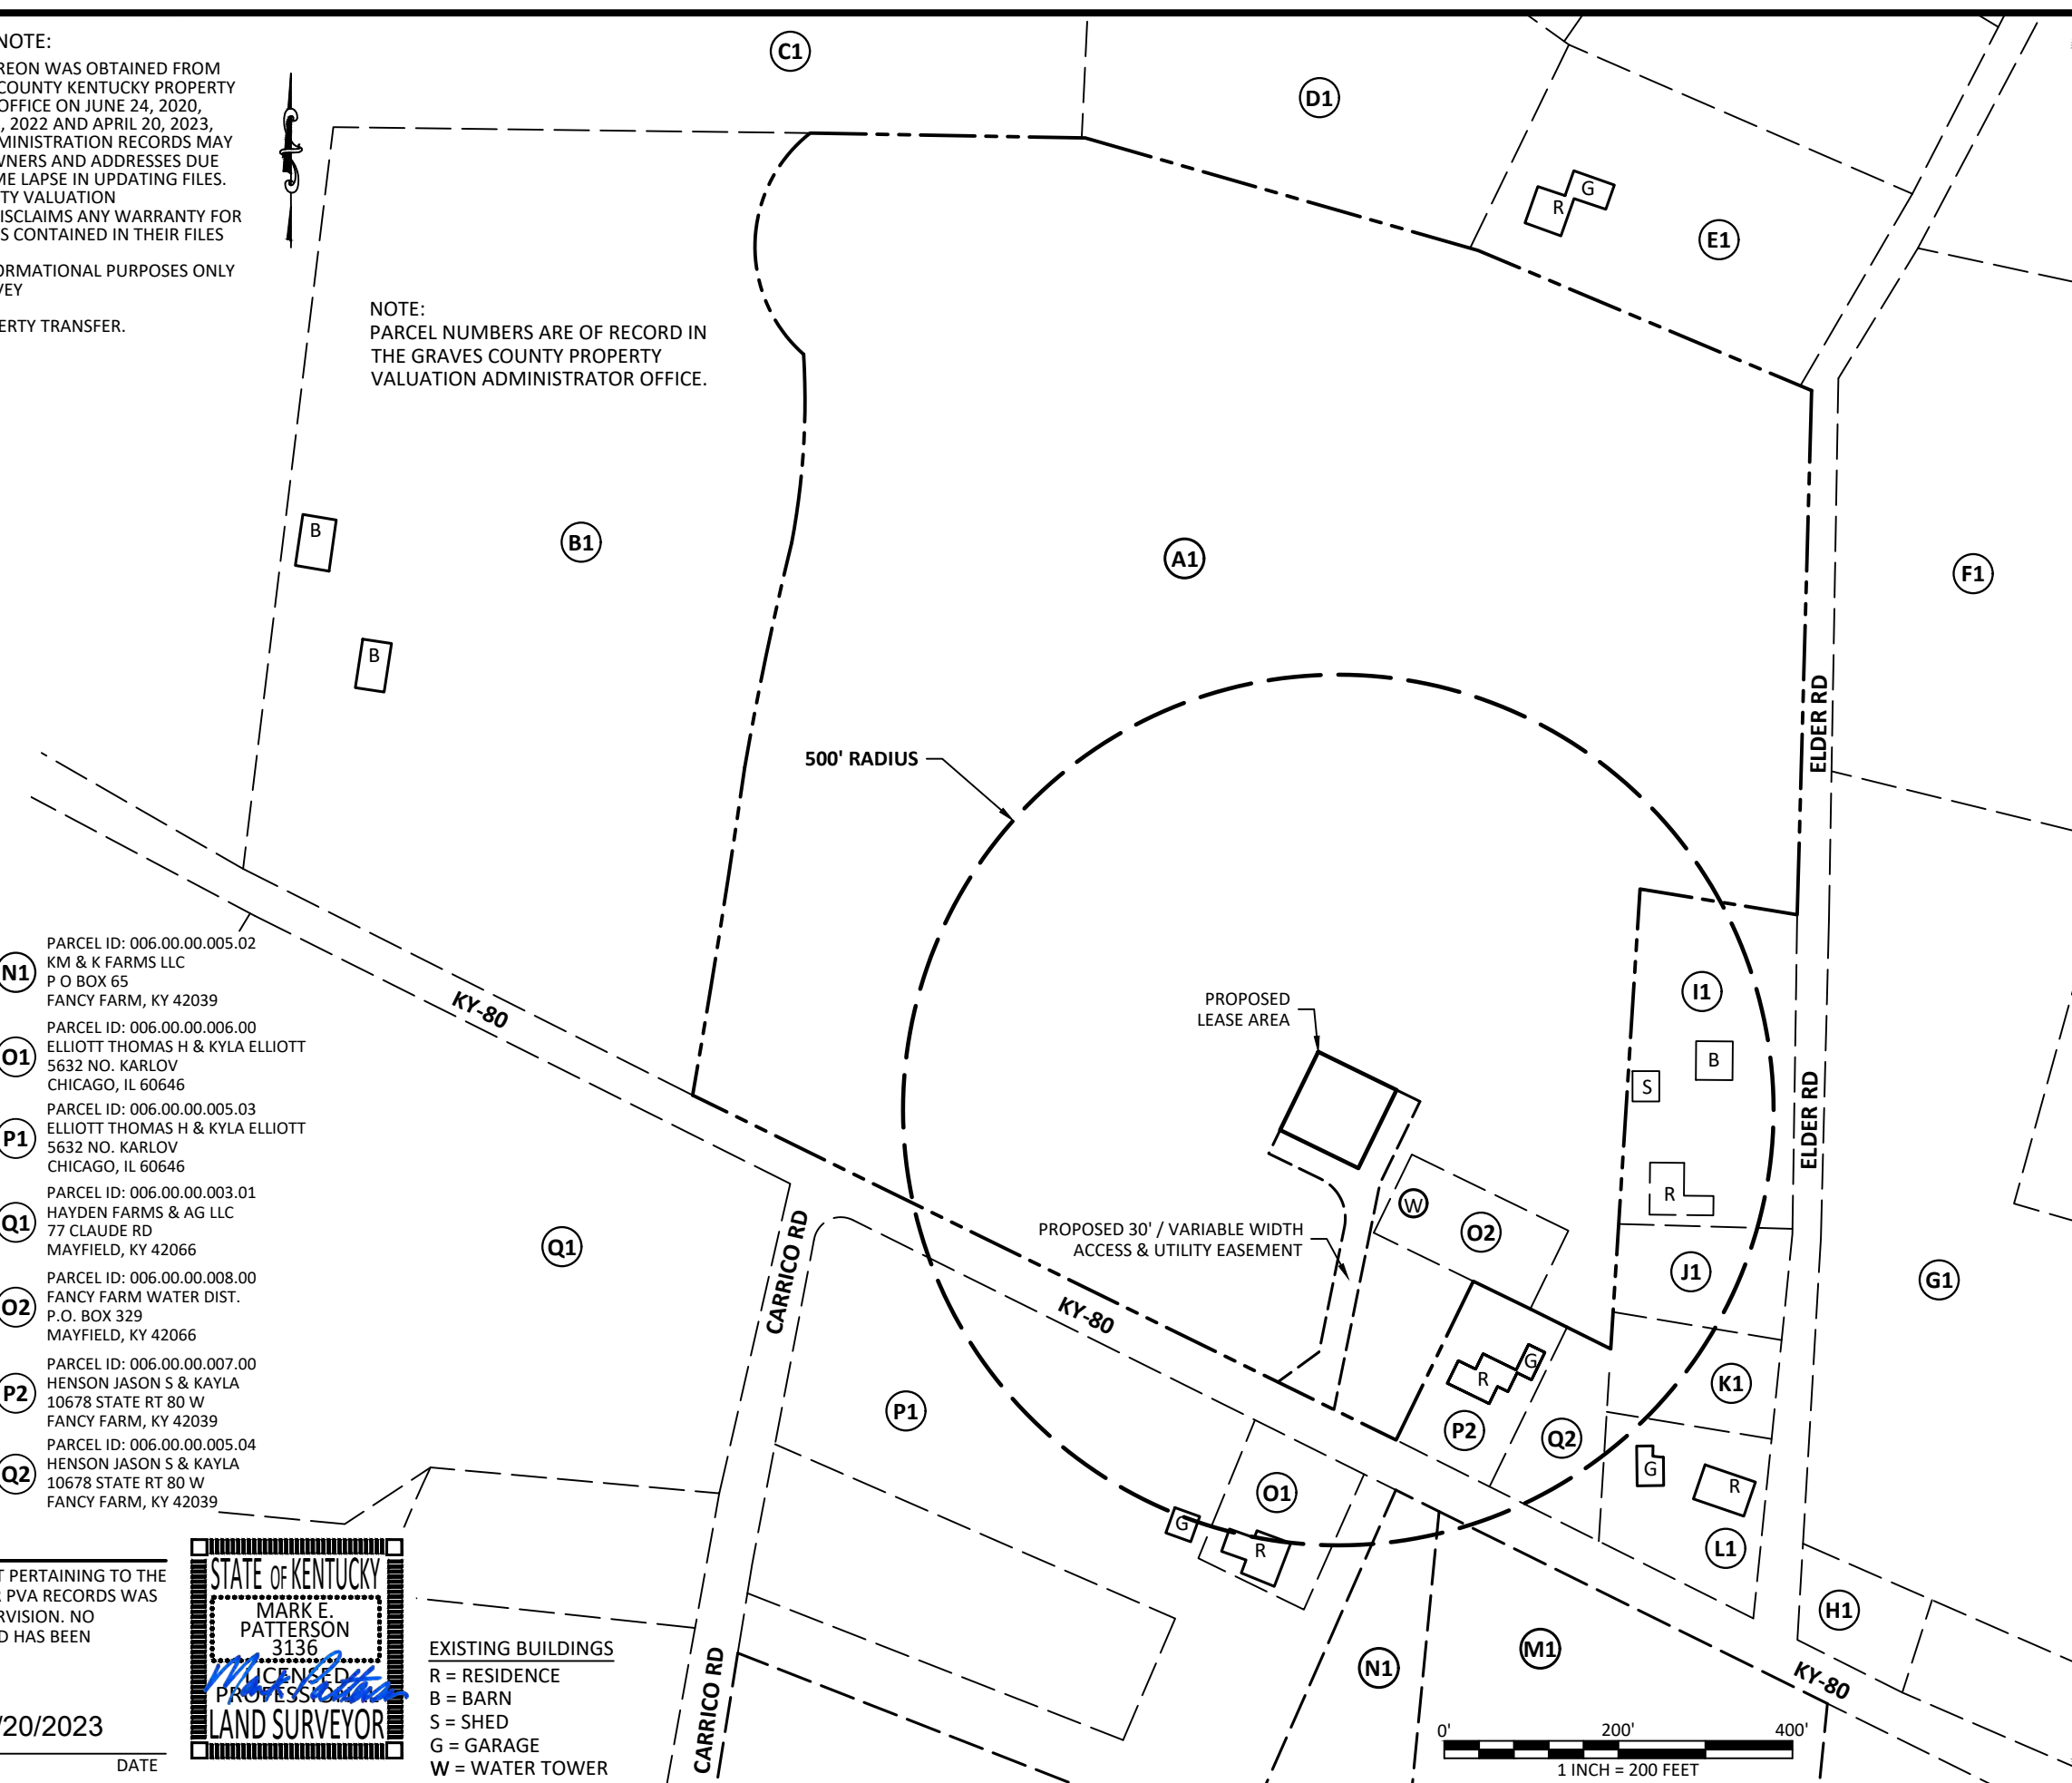 NOTE:
REON WAS OBTAINED FROM
COUNTY KENTUCKY PROPERTY
OFFICE ON JUNE 24, 2020,
, 2022 AND APRIL 20, 2023,
MINISTRATION RECORDS MAY
WNERS AND ADDRESSES DUE
ME LAPSE IN UPDATING FILES.
TY VALUATION
ISCLAIMS ANY WARRANTY FOR
S CONTAINED IN THEIR FILES
ORMATIONAL PURPOSES ONLY
VEY
ERTY TRANSFER.
C1
D1
G
R
E1
NOTE:
PARCEL NUMBERS ARE OF RECORD IN
THE GRAVES COUNTY PROPERTY
VALUATION ADMINISTRATOR OFFICE.
B
B1
A1
F1
B
ELDER RD
500' RADIUS
N1
PARCEL ID: 006.00.00.005.02
KM & K FARMS LLC
P O BOX 65
FANCY FARM, KY 42039
O1
PARCEL ID: 006.00.00.006.00
ELLIOTT THOMAS H & KYLA ELLIOTT
5632 NO. KARLOV
CHICAGO, IL 60646
P1
PARCEL ID: 006.00.00.005.03
ELLIOTT THOMAS H & KYLA ELLIOTT
5632 NO. KARLOV
CHICAGO, IL 60646
Q1
PARCEL ID: 006.00.00.003.01
HAYDEN FARMS & AG LLC
77 CLAUDE RD
MAYFIELD, KY 42066
O2
PARCEL ID: 006.00.00.008.00
FANCY FARM WATER DIST.
P.O. BOX 329
MAYFIELD, KY 42066
P2
PARCEL ID: 006.00.00.007.00
HENSON JASON S & KAYLA
10678 STATE RT 80 W
FANCY FARM, KY 42039
Q2
PARCEL ID: 006.00.00.005.04
HENSON JASON S & KAYLA
10678 STATE RT 80 W
FANCY FARM, KY 42039
KY-80
PROPOSED
LEASE AREA
I1
B
S
ELDER RD
R
W
O2
PROPOSED 30' / VARIABLE WIDTH
ACCESS & UTILITY EASEMENT
Q1
CARRICO RD
J1
G1
KY-80
G
R
K1
P1
P2
Q2
G
R
O1
G
R
L1
H1
N1
M1
KY-80
CARRICO RD
T PERTAINING TO THE
R PVA RECORDS WAS
RVISION. NO
D HAS BEEN
/20/2023
DATE
STATE OF KENTUCKY
MARK E.
PATTERSON
3136
LICENSED
PROFESSIONAL
LAND SURVEYOR
Mark Patterson
EXISTING BUILDINGS
R = RESIDENCE
B = BARN
S = SHED
G = GARAGE
W = WATER TOWER
0' 200' 400'
1 INCH = 200 FEET